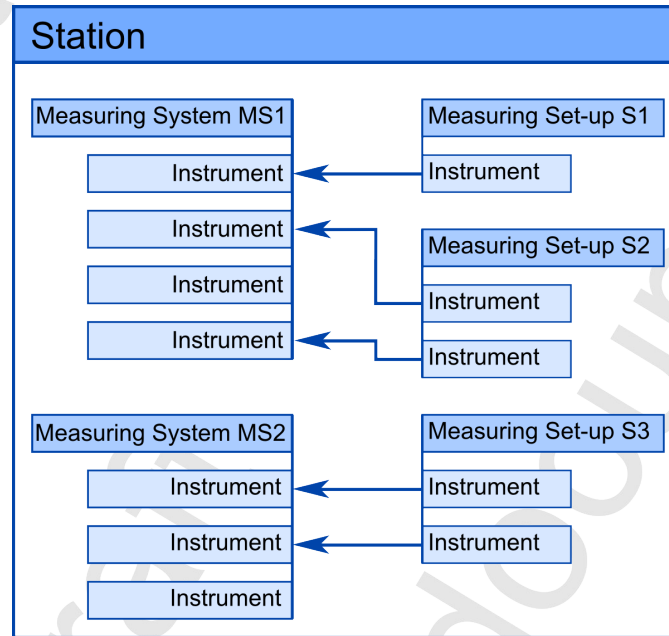 Station
Measuring System MS1
Instrument
Instrument
Instrument
Instrument
Measuring Set-up S1
Instrument
Measuring Set-up S2
Instrument
Instrument
Measuring System MS2
Instrument
Instrument
Instrument
Measuring Set-up S3
Instrument
Instrument